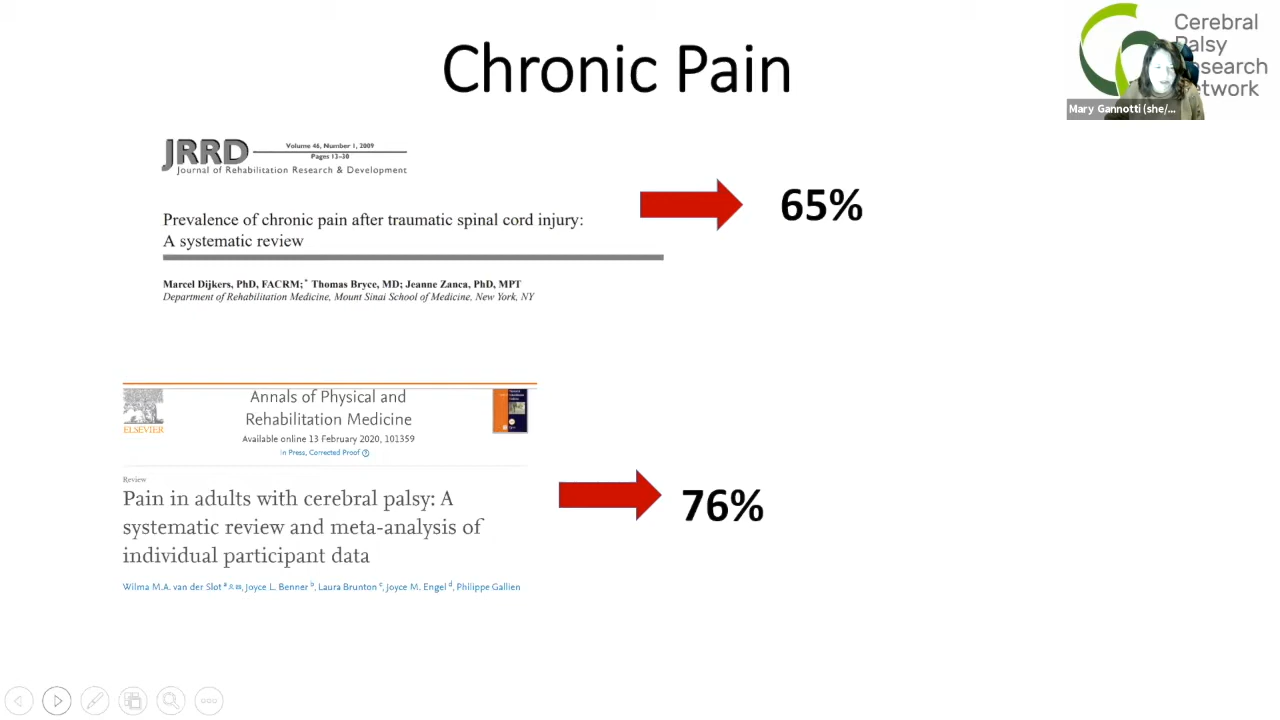 Chronic Pain
Cerebral
Palsy
Research
Network
Mary Gannotti (she/...
JRRD
Volume 46, Number 1, 2009
Pages 13–30
Journal of Rehabilitation Research & Development
Prevalence of chronic pain after traumatic spinal cord injury:
A systematic review
Marcel Dijkers, PhD, FACRM;* Thomas Bryce, MD; Jeanne Zanca, PhD, MPT
Department of Rehabilitation Medicine, Mount Sinai School of Medicine, New York, NY
65%
ELSEVIER
Annals of Physical and
Rehabilitation Medicine
Available online 13 February 2020, 101359
In Press, Corrected Proof
Review
Pain in adults with cerebral palsy: A
systematic review and meta-analysis of
individual participant data
Wilma M.A. van der Slot a, Joyce L. Benner b, Laura Brunton c, Joyce M. Engel d, Philippe Gallien
76%